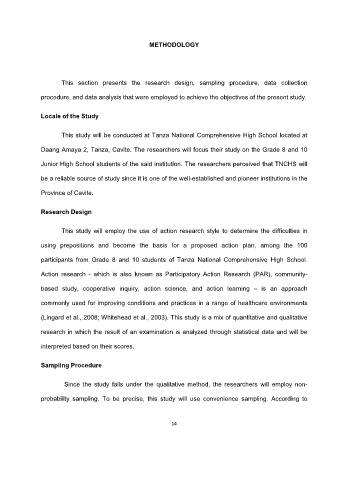 METHODOLOGY
This section presents the research design, sampling procedure, data collection
procedure, and data analysis that were employed to achieve the objectives of the present study.
Locale of the Study
This study will be conducted at Tanza National Comprehensive High School located at
Daang Amaya 2, Tanza, Cavite. The researchers will focus their study on the Grade 8 and 10
Junior High School students of the said institution. The researchers perceived that TNCHS will
be a reliable source of study since it is one of the well-established and pioneer institutions in the
Province of Cavite.
Research Design
This study will employ the use of action research style to determine the difficulties in
using prepositions and become the basis for a proposed action plan, among the 100
participants from Grade 8 and 10 students of Tanza National Comprehensive High School.
Action research - which is also known as Participatory Action Research (PAR), community-
based study, cooperative inquiry, action science, and action learning – is an approach
commonly used for improving conditions and practices in a range of healthcare environments
(Lingard et al., 2008; Whitehead et al., 2003). This study is a mix of quantitative and qualitative
research in which the result of an examination is analyzed through statistical data and will be
interpreted based on their scores.
Sampling Procedure
Since the study falls under the qualitative method, the researchers will employ non-
probability sampling. To be precise, this study will use convenience sampling. According to
14